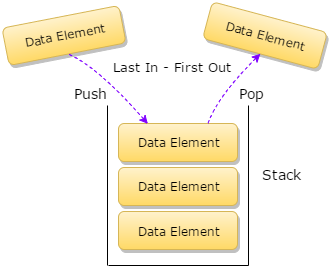 Data Element
Data Element
Last In - First Out
Push
Pop
Data Element
Data Element
Data Element
Stack